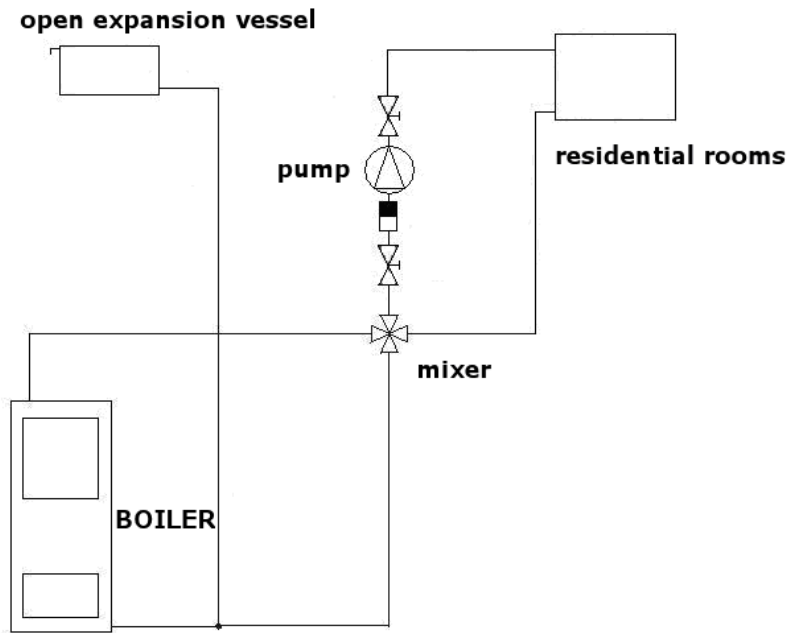 open expansion vessel
pump
residential rooms
mixer
BOILER